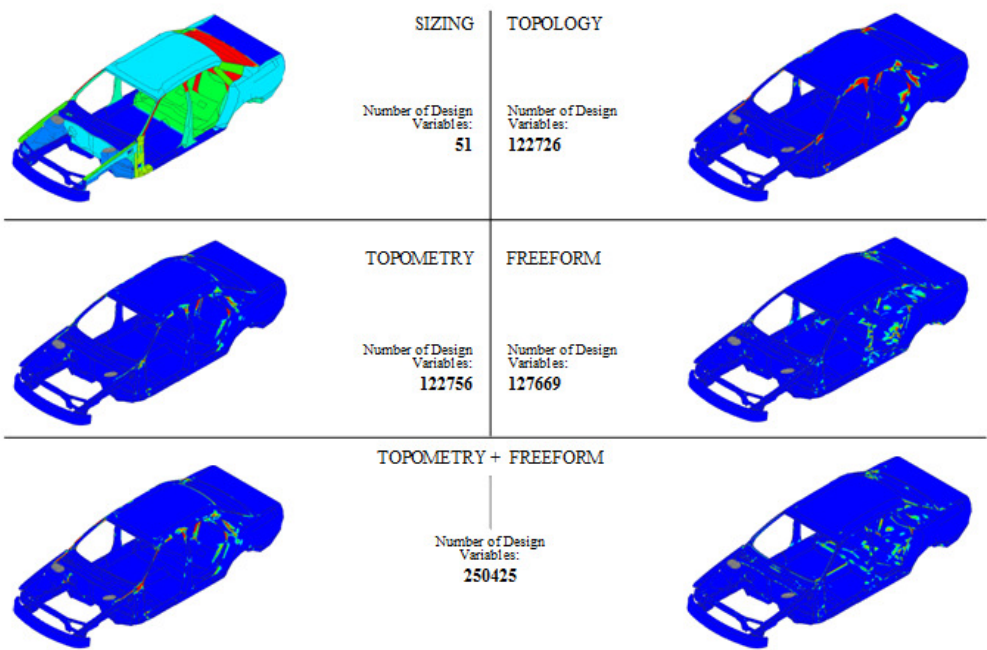 SIZING
Number of Design
Variables:
51
TOPOLOGY
Number of Design
Variables:
122726
TOPOMETRY
Number of Design
Variables:
122756
FREEFORM
Number of Design
Variables:
127669
TOPOMETRY + FREEFORM
Number of Design
Variables:
250425